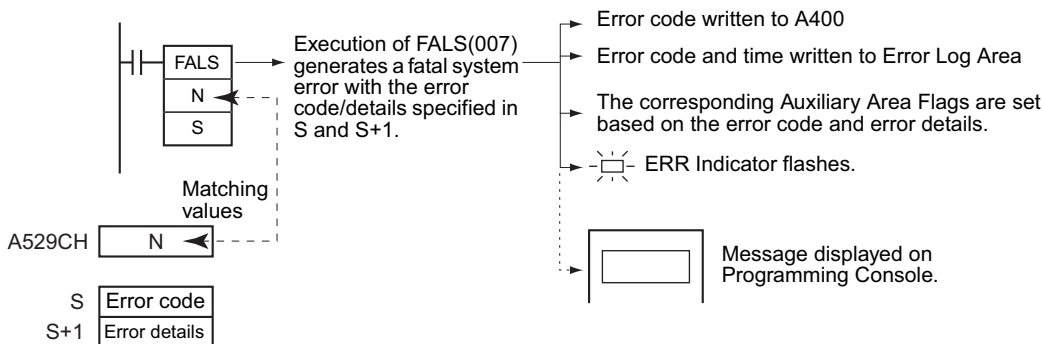 FALS
N
S
Execution of FALS(007)
generates a fatal system
error with the error
code/details specified in
S and S+1.
Error code written to A400
Error code and time written to Error Log Area
The corresponding Auxiliary Area Flags are set
based on the error code and error details.
ERR Indicator flashes.
Message displayed on
Programming Console.
Matching
values
A529CH N
S Error code
S+1 Error details